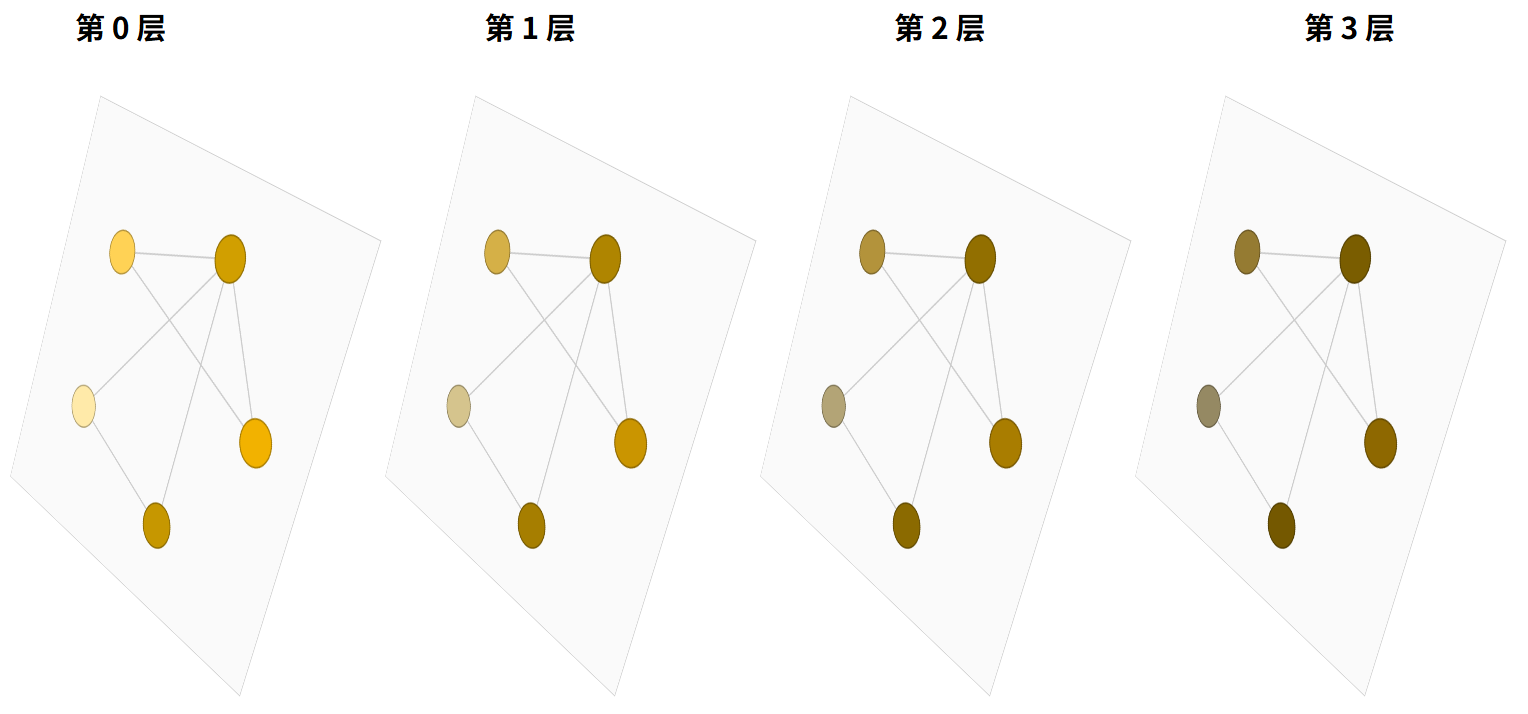 第 0 层
第 1 层
第 2 层
第 3 层